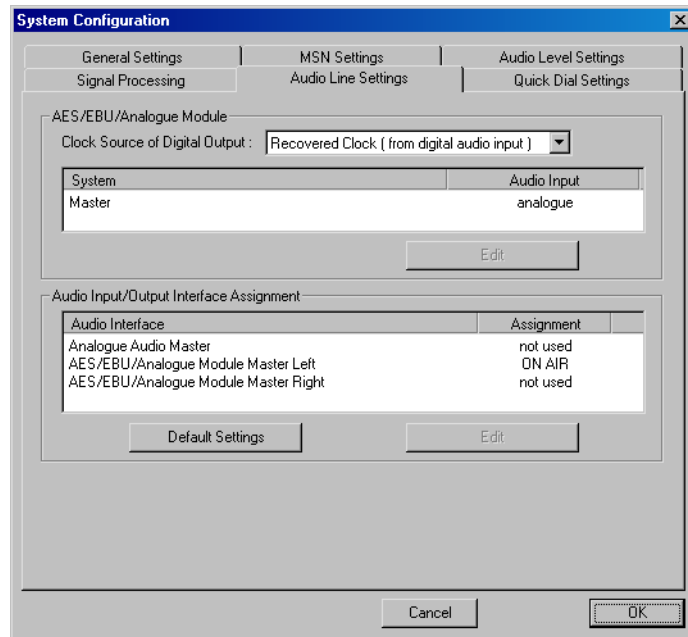 System Configuration
General Settings MSN Settings Audio Level Settings
Signal Processing Audio Line Settings Quick Dial Settings
AES/EBU/Analogue Module
Clock Source of Digital Output : Recovered Clock ( from digital audio input )
System Audio Input
Master analogue
Edit
Audio Input/Output Interface Assignment
Audio Interface Assignment
Analogue Audio Master not used
AES/EBU/Analogue Module Master Left ON AIR
AES/EBU/Analogue Module Master Right not used
Default Settings Edit
Cancel OK